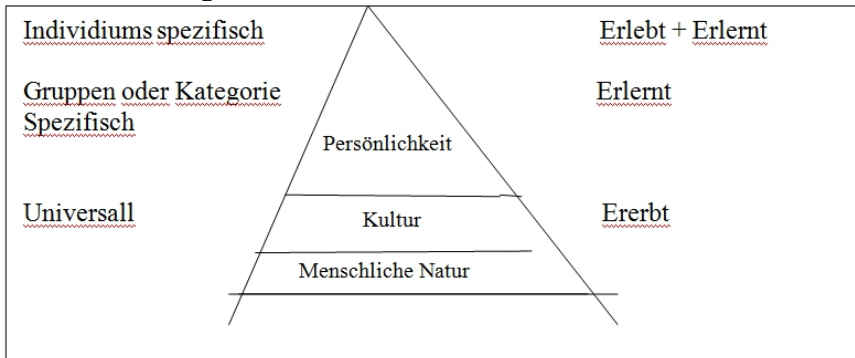 Individiums spezifisch
Erlebt + Erlernt
Gruppen oder Kategorie
Spezifisch
Erlernt
Persönlichkeit
Universall
Kultur
Ererbt
Menschliche Natur